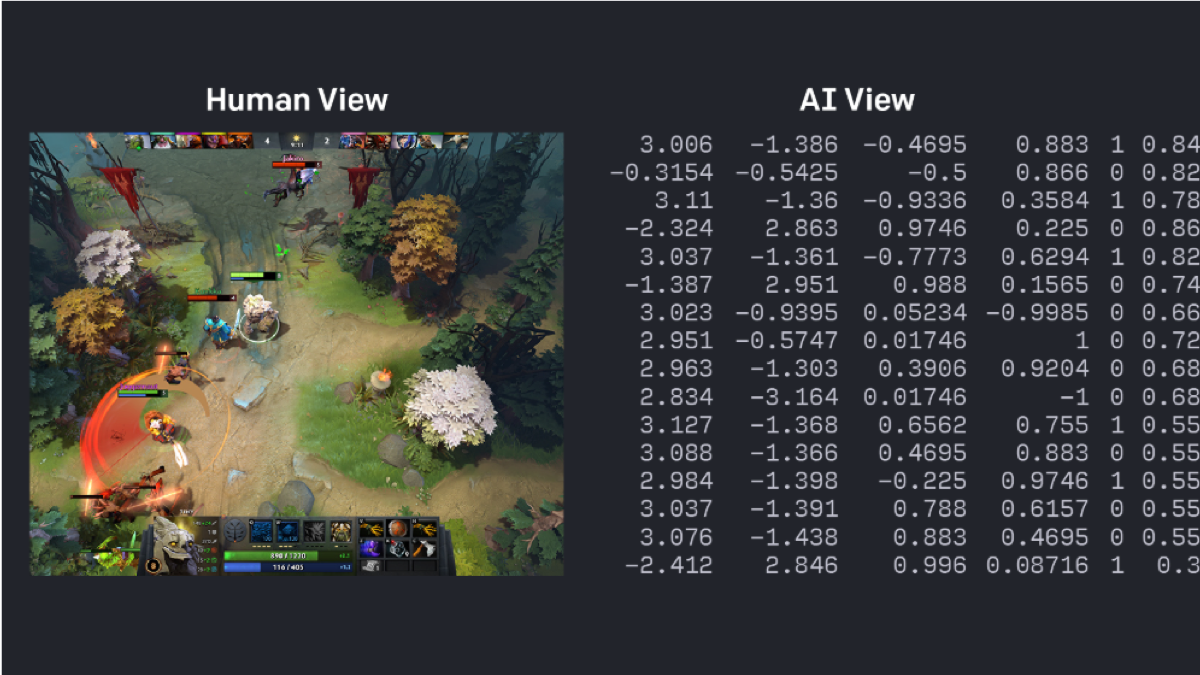 Human View
AI View
4 9:11 2
890 / 1220
116 / 405
3.006 -1.386 -0.4695 0.883 1 0.84
-0.3154 -0.5425 -0.5 0.866 0 0.82
3.11 -1.36 -0.9336 0.3584 1 0.78
-2.324 2.863 0.9746 0.225 0 0.86
3.037 -1.361 -0.7773 0.6294 1 0.82
-1.387 2.951 0.988 0.1565 0 0.74
3.023 -0.9395 0.05234 -0.9985 0 0.66
2.951 -0.5747 0.01746 1 0 0.72
2.963 -1.303 0.3906 0.9204 0 0.68
2.834 -3.164 0.01746 -1 0 0.68
3.127 -1.368 0.6562 0.755 1 0.55
3.088 -1.366 0.4695 0.883 0 0.55
2.984 -1.398 -0.225 0.9746 1 0.55
3.037 -1.391 0.788 0.6157 0 0.55
3.076 -1.438 0.883 0.4695 0 0.55
-2.412 2.846 0.996 0.08716 1 0.3